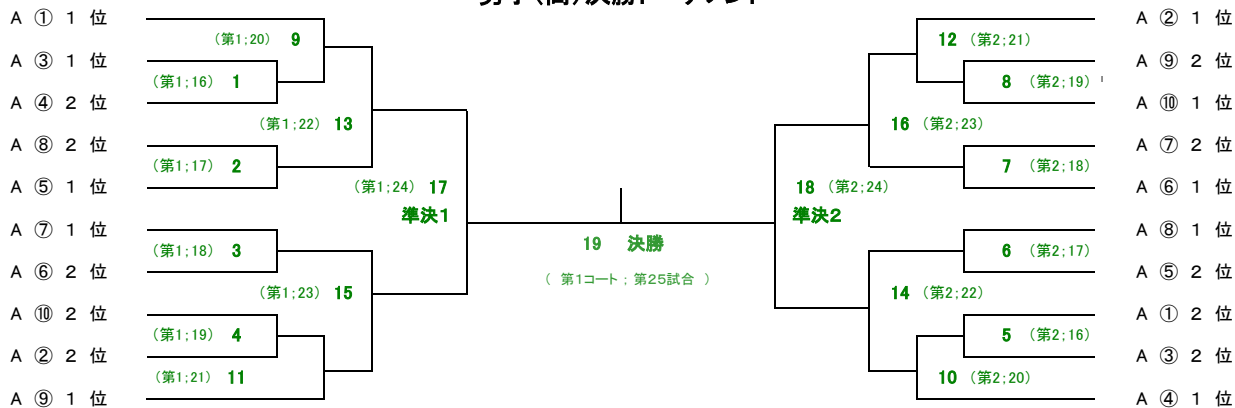 A ① 1 位
(第1;20) 9
A ③ 1 位
(第1;16) 1
A ④ 2 位
(第1;22) 13
A ⑧ 2 位
(第1;17) 2
A ⑤ 1 位
(第1;24) 17
準決1
A ⑦ 1 位
(第1;18) 3
A ⑥ 2 位
(第1;23) 15
A ⑩ 2 位
(第1;19) 4
A ② 2 位
(第1;21) 11
A ⑨ 1 位
19 決勝
( 第1コート ; 第25試合 )
A ② 1 位
12 (第2;21)
A ⑨ 2 位
8 (第2;19)
A ⑩ 1 位
16 (第2;23)
A ⑦ 2 位
7 (第2;18)
A ⑥ 1 位
18 (第2;24)
準決2
A ⑧ 1 位
6 (第2;17)
A ⑤ 2 位
14 (第2;22)
A ① 2 位
5 (第2;16)
A ③ 2 位
10 (第2;20)
A ④ 1 位